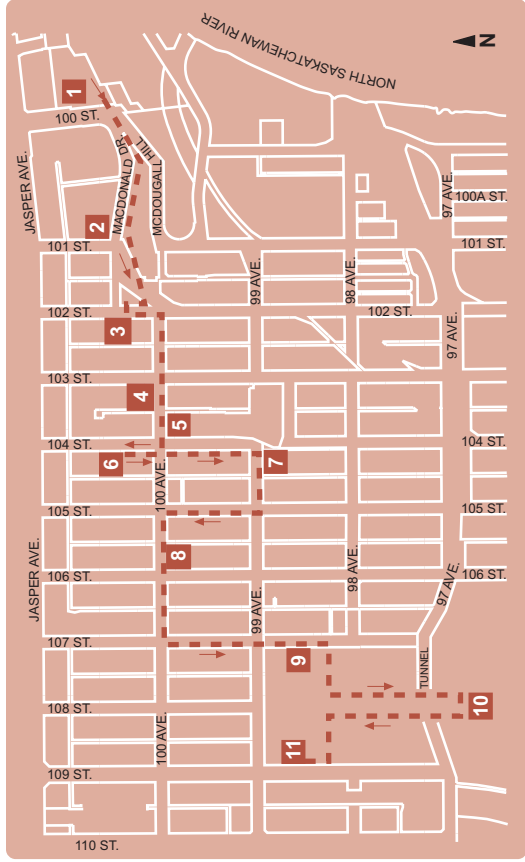 NORTH SASKATCHEWAN RIVER
N
1
100 ST.
JASPER AVE.
MACDONALD DR.
MCDOUGALL HILL
2
101 ST.
99 AVE.
98 AVE.
97 AVE.
100A ST.
101 ST.
102 ST.
102 ST.
3
97 AVE.
103 ST.
4
104 ST.
5
104 ST.
6
100 AVE.
7
105 ST.
105 ST.
JASPER AVE.
106 ST.
8
98 AVE.
106 ST.
97 AVE.
107 ST.
99 AVE.
9
TUNNEL
108 ST.
100 AVE.
11
10
109 ST.
110 ST.